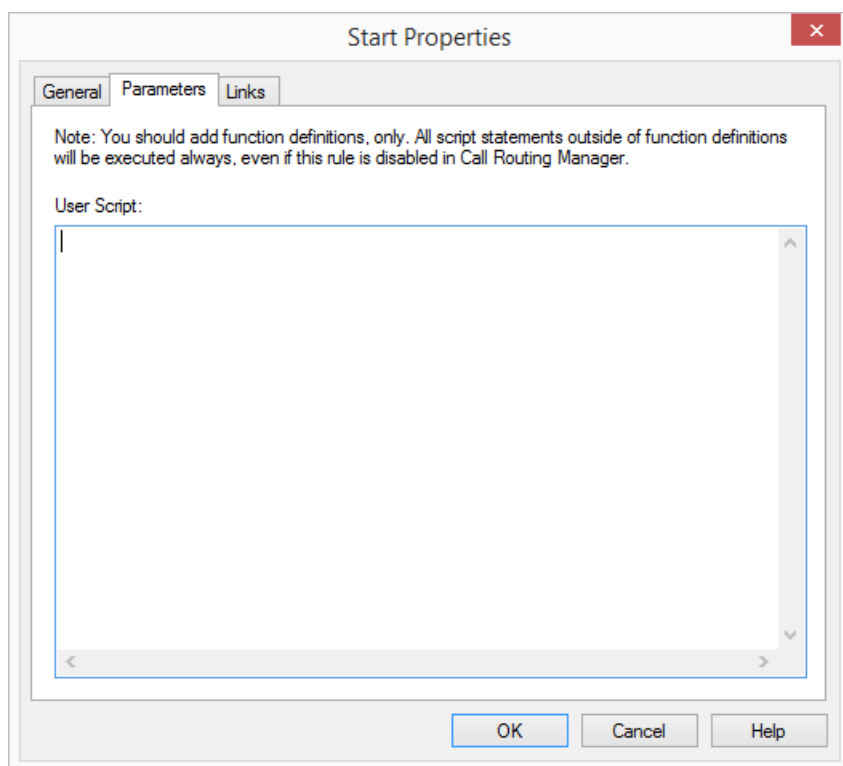 Start Properties
General Parameters Links
Note: You should add function definitions, only. All script statements outside of function definitions
will be executed always, even if this rule is disabled in Call Routing Manager.
User Script:
OK Cancel Help